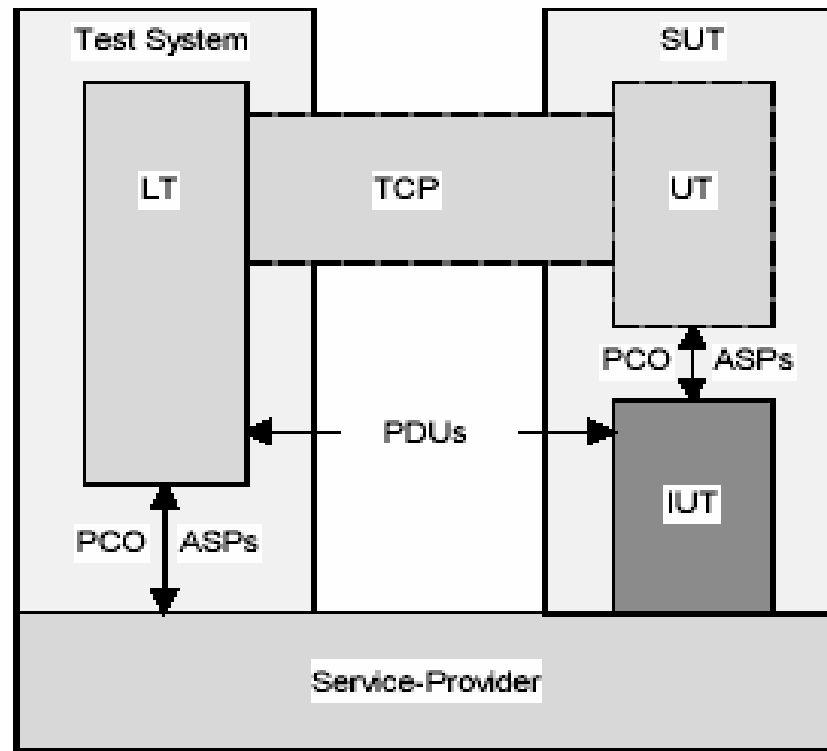 Test System
SUT
LT
TCP
UT
PCO ASPs
PDUs
IUT
PCO ASPs
Service-Provider